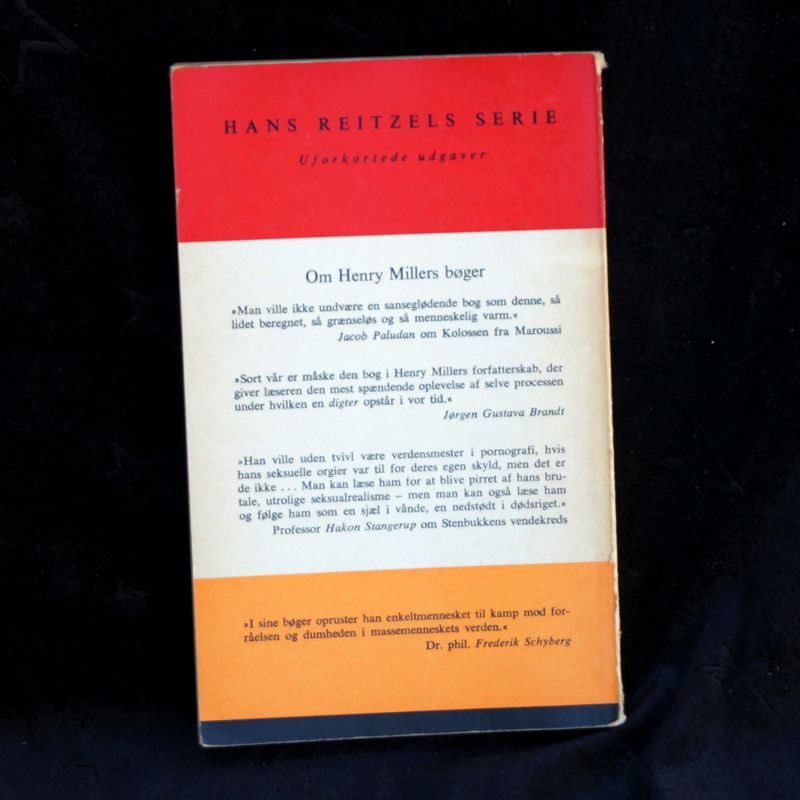 HANS REITZELS SERIE
Uforkortede udgaver
Om Henry Millers bøger
»Man ville ikke undvære en sanseglødende bog som denne, så
lidet beregnet, så grænseløs og så menneskelig varm.«
Jacob Paludan om Kolossen fra Maroussi
»Sort vår er måske den bog i Henry Millers forfatterskab, der
giver læseren den mest spændende oplevelse af selve processen
under hvilken en digter opstår i vor tid.«
Jørgen Gustava Brandt
»Han ville uden tvivl være verdensmester i pornografi, hvis
hans seksuelle orgier var til for deres egen skyld, men det er
de ikke ... Man kan læse ham for at blive pirret af hans bru-
tale, utrolige seksualrealisme – men man kan også læse ham
og følge ham som en sjæl i vånde, en nedstødt i dødsriget.«
Professor Hakon Stangerup om Stenbukkens vendekreds
»I sine bøger opruster han enkeltmennesket til kamp mod for-
råelsen og dumheden i massemenneskets verden.«
Dr. phil. Frederik Schyberg